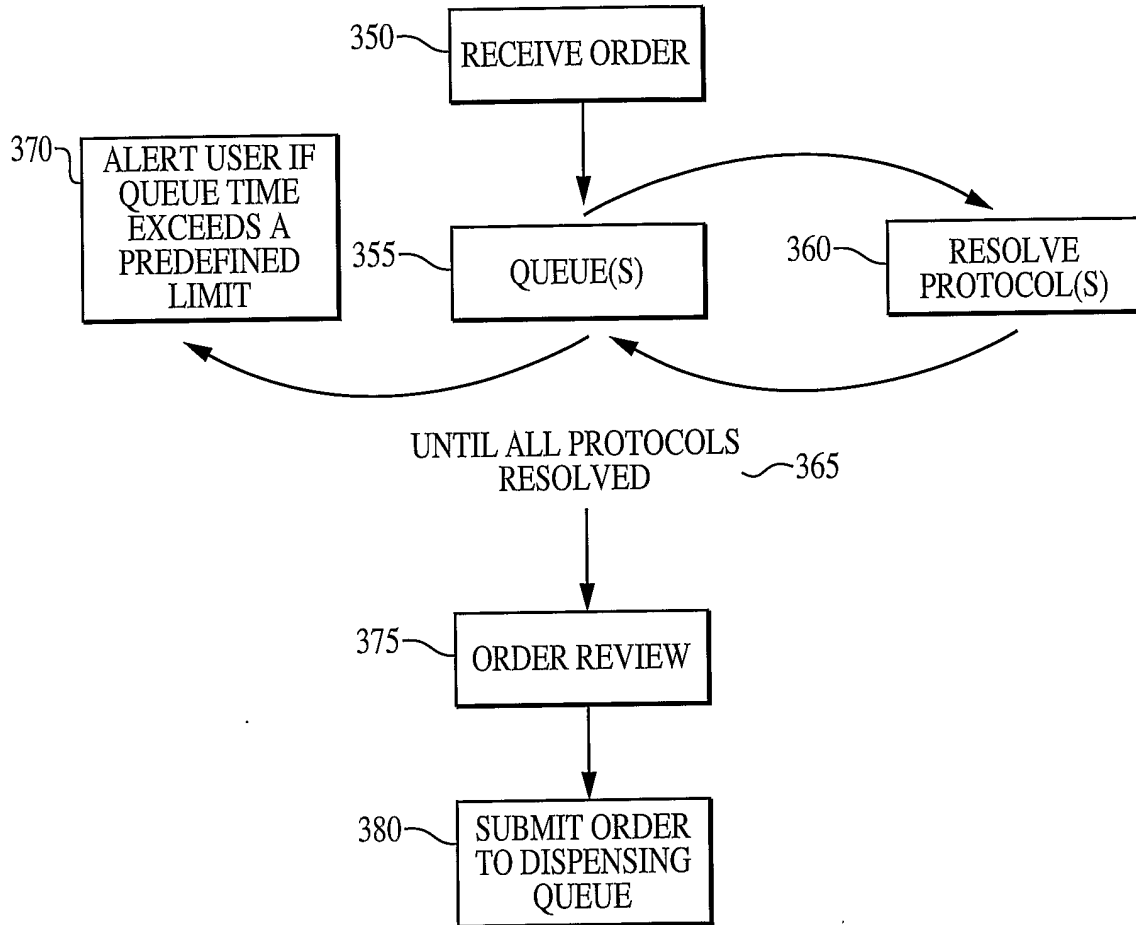 350
RECEIVE ORDER
370
ALERT USER IF
QUEUE TIME
EXCEEDS A
PREDEFINED
LIMIT
355
QUEUE(S)
360
RESOLVE
PROTOCOL(S)
UNTIL ALL PROTOCOLS
RESOLVED
365
375
ORDER REVIEW
380
SUBMIT ORDER
TO DISPENSING
QUEUE